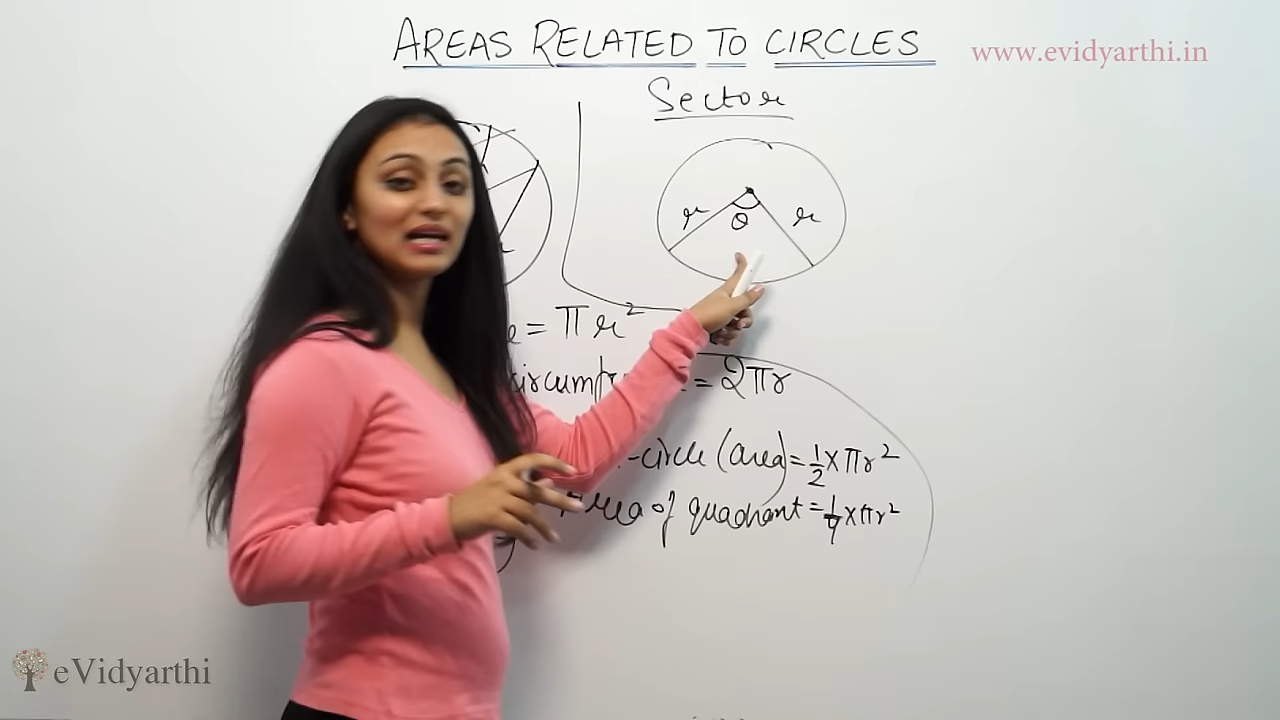 AREAS RELATED TO CIRCLES
www.evidyarthi.in
Sector
r θ r
= πr²
= 2πr
-circle (area) = 1/2 × πr²
Area of quadrant = 1/4 × πr²
eVidyarthi